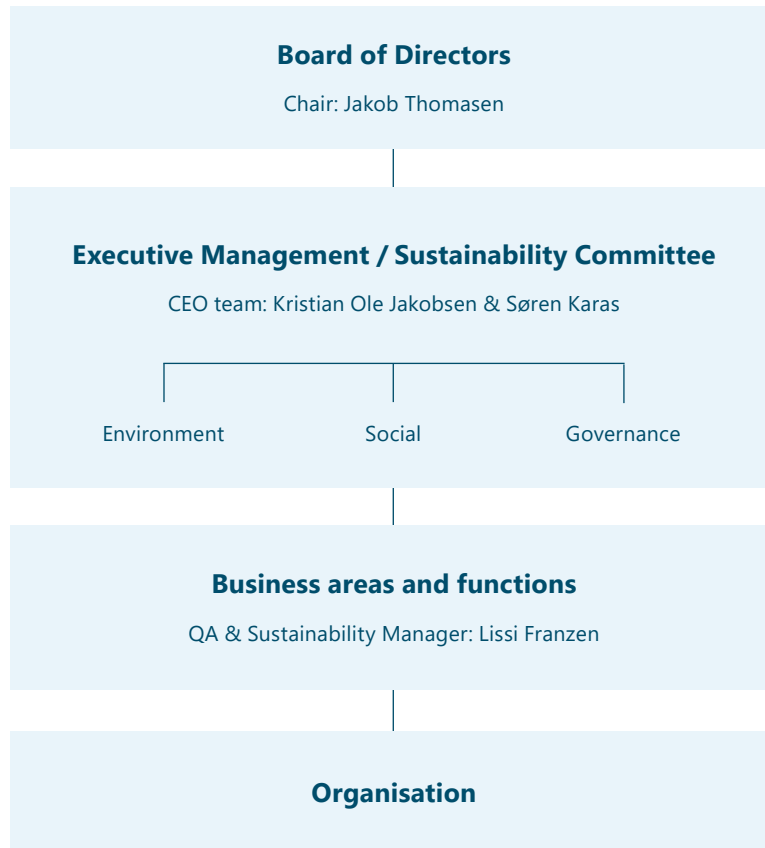 Board of Directors
Chair: Jakob Thomasen
Executive Management / Sustainability Committee
CEO team: Kristian Ole Jakobsen & Søren Karas
Environment
Social
Governance
Business areas and functions
QA & Sustainability Manager: Lissi Franzen
Organisation